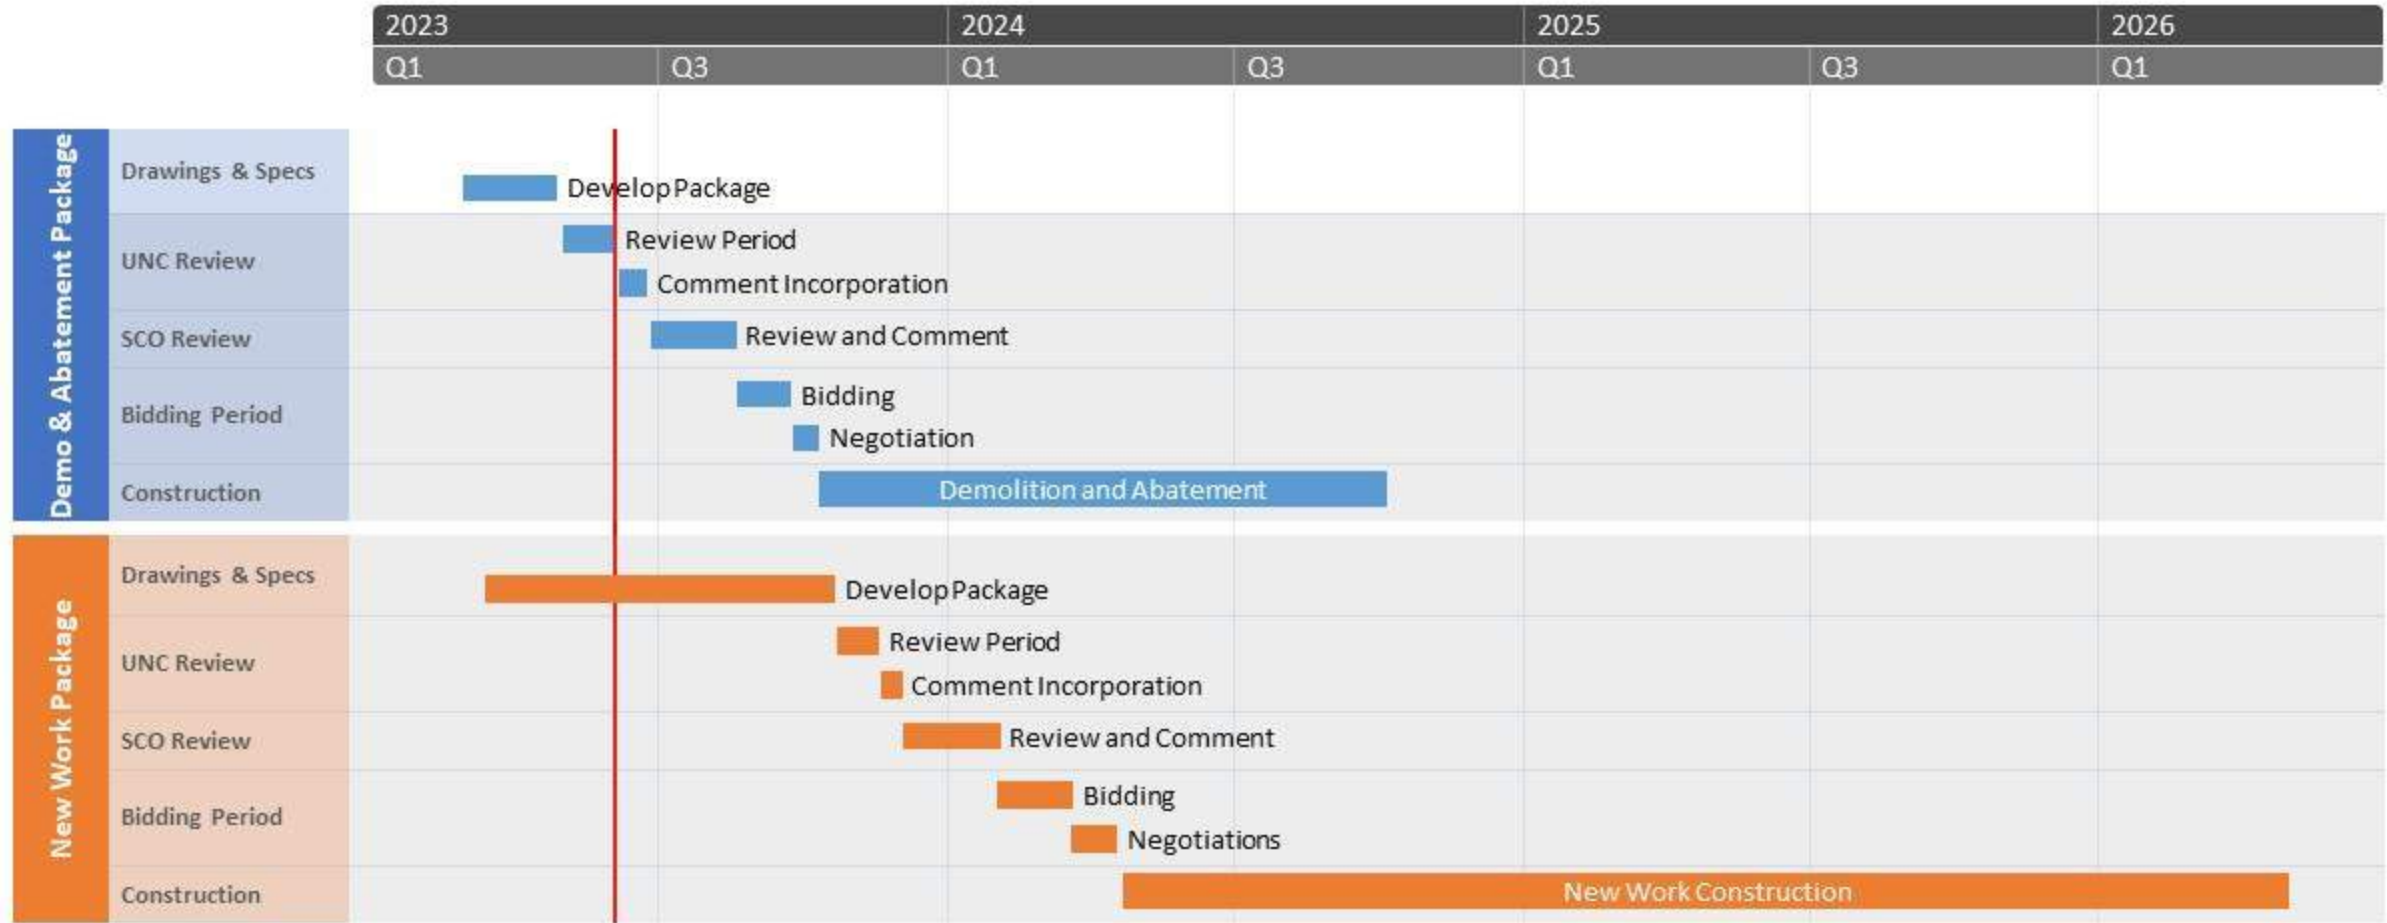 2023 2024 2025 2026
Q1 Q3 Q1 Q3 Q1 Q3 Q1
Demo & Abatement Package
Drawings & Specs
Develop Package
UNC Review
Review Period
Comment Incorporation
SCO Review
Review and Comment
Bidding Period
Bidding
Negotiation
Construction
Demolition and Abatement
New Work Package
Drawings & Specs
Develop Package
UNC Review
Review Period
Comment Incorporation
SCO Review
Review and Comment
Bidding Period
Bidding
Negotiations
Construction
New Work Construction